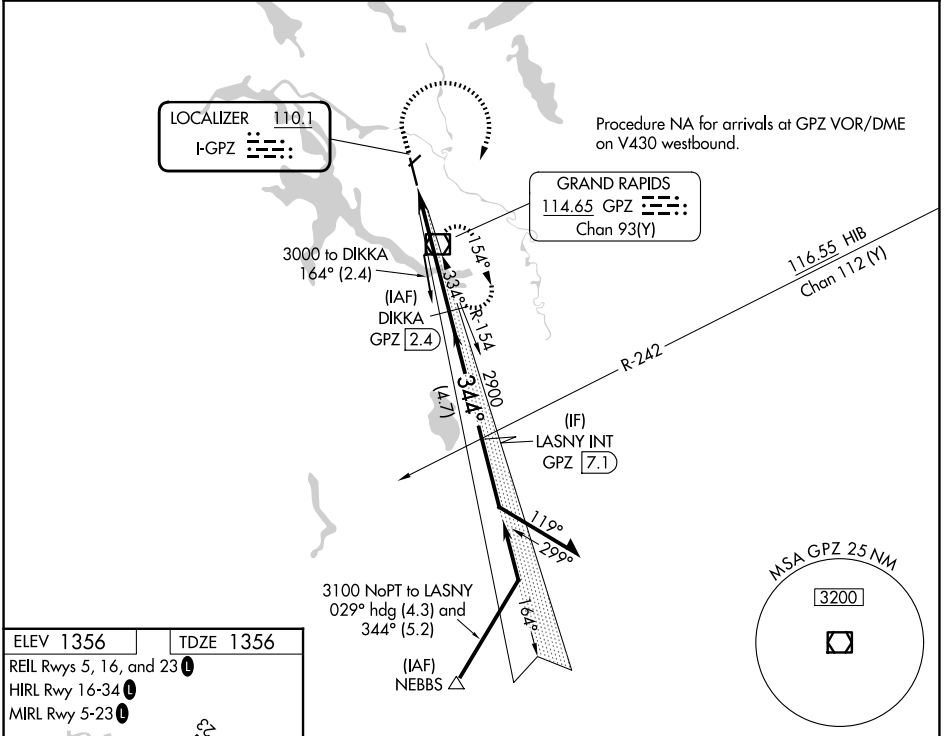 LOCALIZER 110.1
I-GPZ
Procedure NA for arrivals at GPZ VOR/DME
on V430 westbound.
GRAND RAPIDS
114.65 GPZ
Chan 93(Y)
3000 to DIKKA
164° (2.4)
154°
334°
R-154
(IAF)
DIKKA
GPZ 2.4
116.55 HIB
Chan 112 (Y)
R-242
2900
344°
(4.7)
(IF)
LASNY INT
GPZ 7.1
119°
299°
164°
3100 NoPT to LASNY
029° hdg (4.3) and
344° (5.2)
(IAF)
NEBBS
MSA GPZ 25 NM
3200
ELEV 1356
TDZE 1356
REIL Rwys 5, 16, and 23 L
HIRL Rwy 16-34 L
MIRL Rwy 5-23 L
23